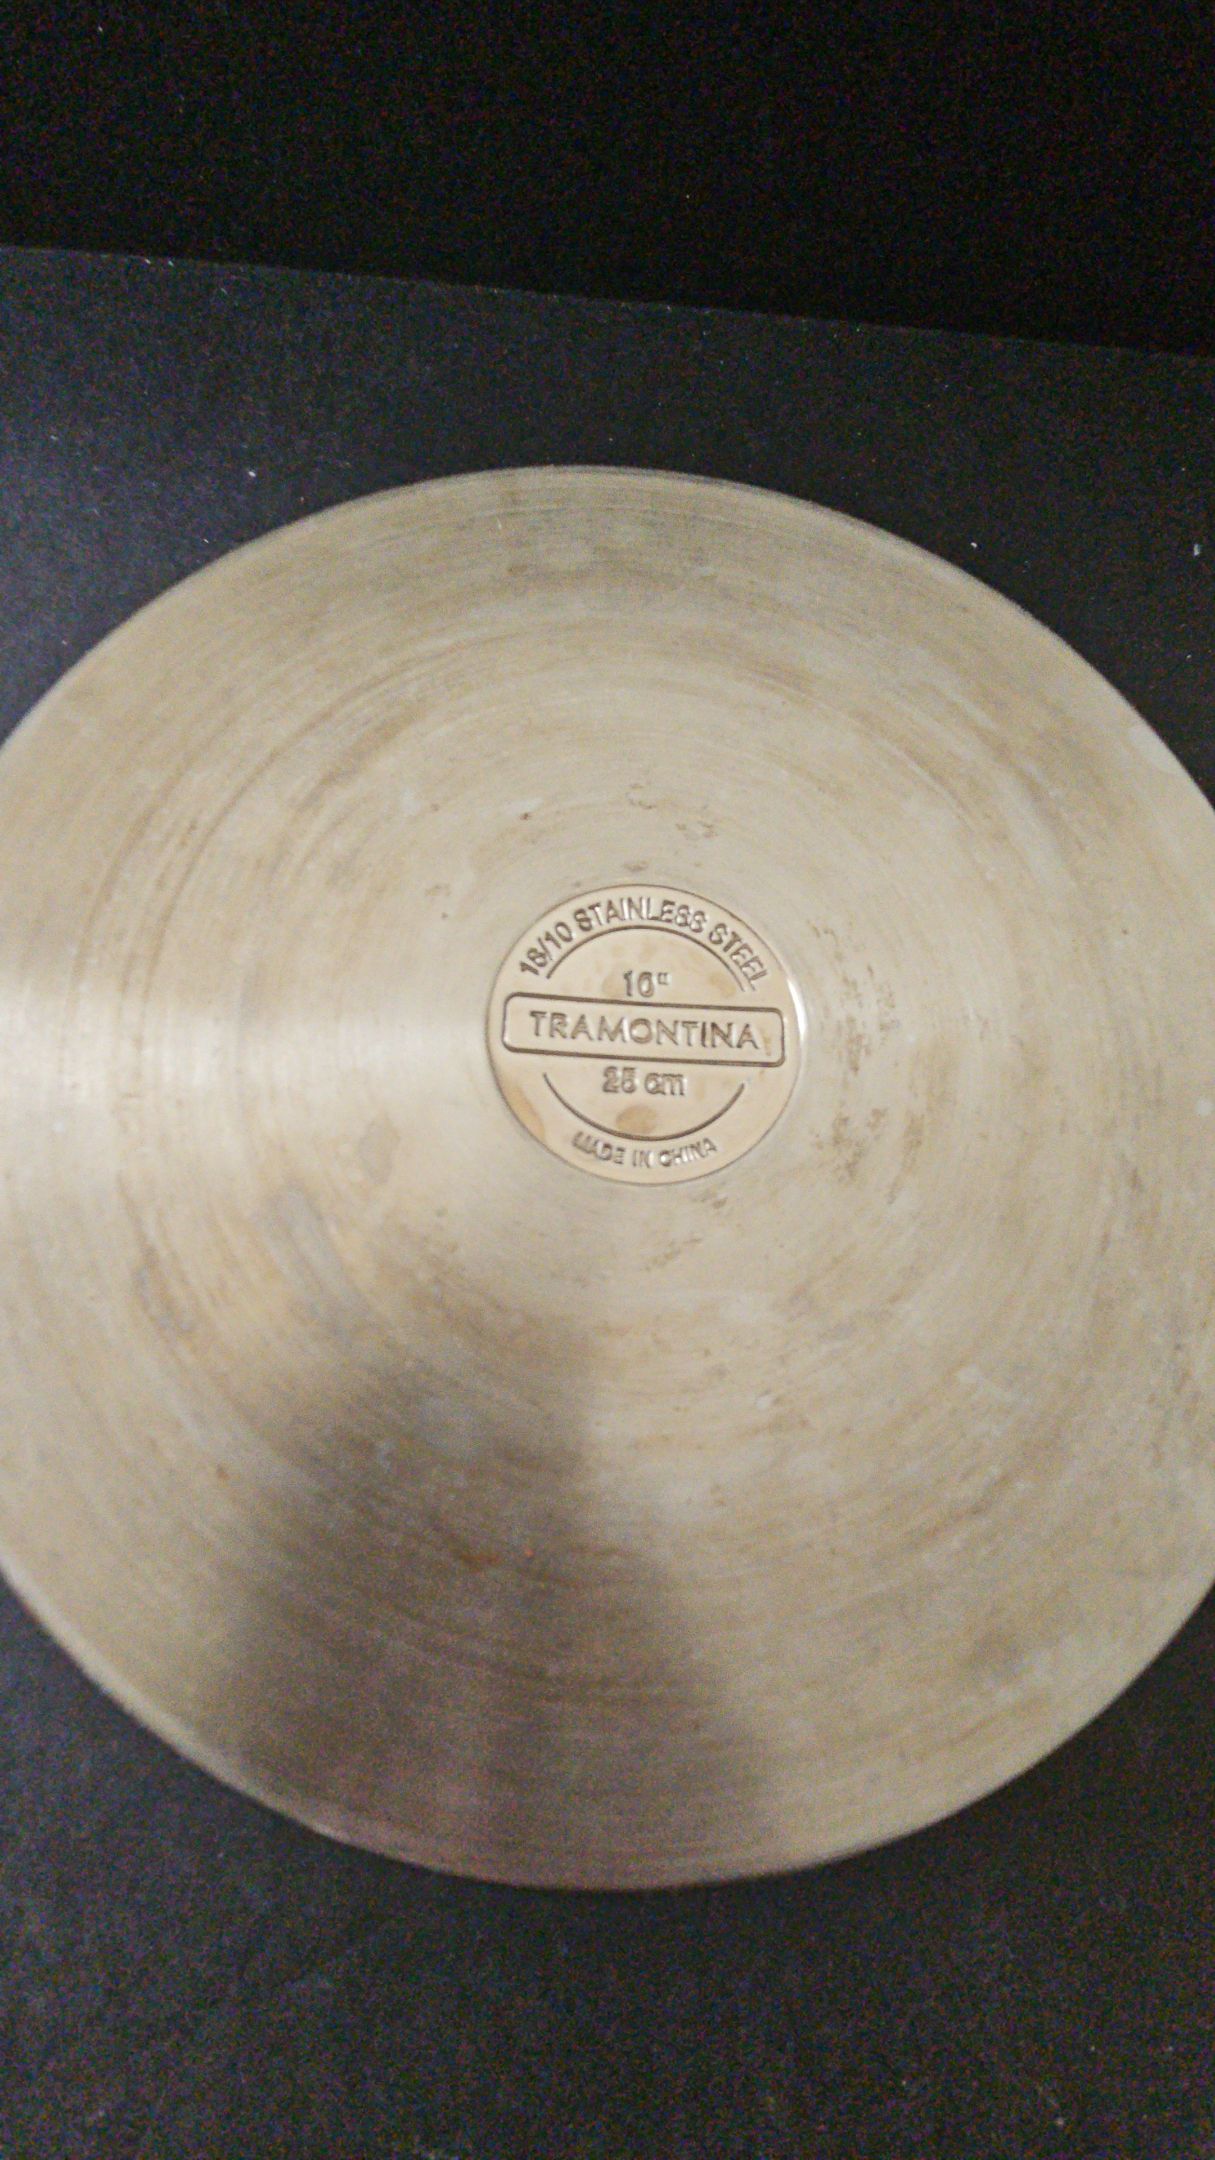 18/10 STAINLESS STEEL
10"
TRAMONTINA
25 cm
MADE IN CHINA